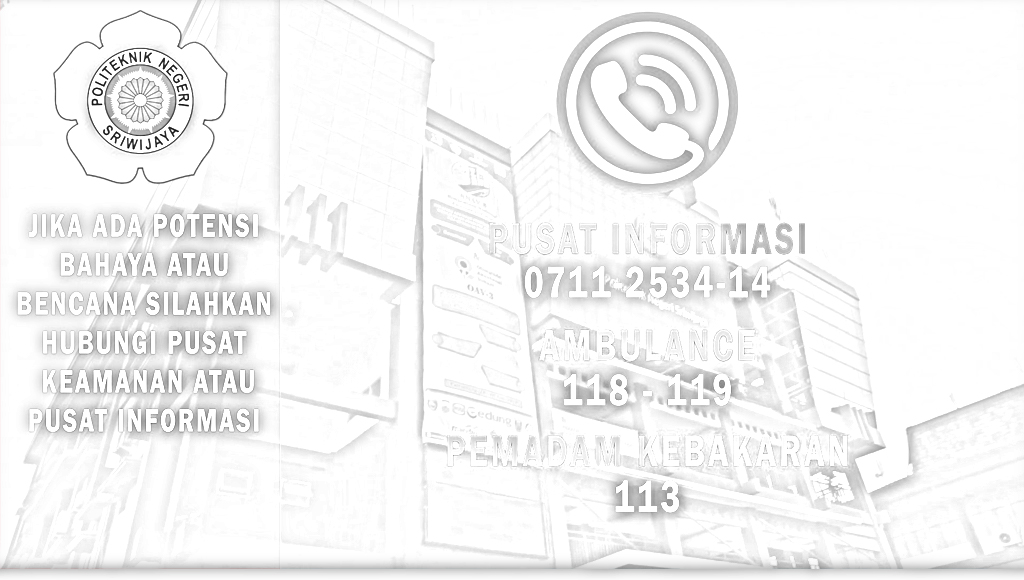 POLITEKNIK NEGERI
SRIWIJAYA
JIKA ADA POTENSI
BAHAYA ATAU
BENCANA SILAHKAN
HUBUNGI PUSAT
KEAMANAN ATAU
PUSAT INFORMASI
PUSAT INFORMASI
0711 2534-14
AMBULANCE
118 - 119
PEMADAM KEBAKARAN
113